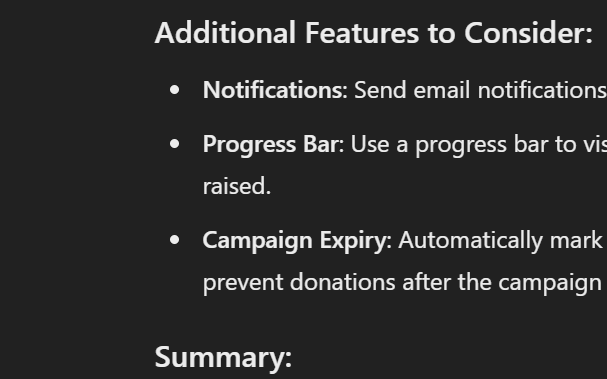 Additional Features to Consider:
• Notifications: Send email notifications
• Progress Bar: Use a progress bar to
raised.
• Campaign Expiry: Automatically mark
prevent donations after the campaign
Summary: